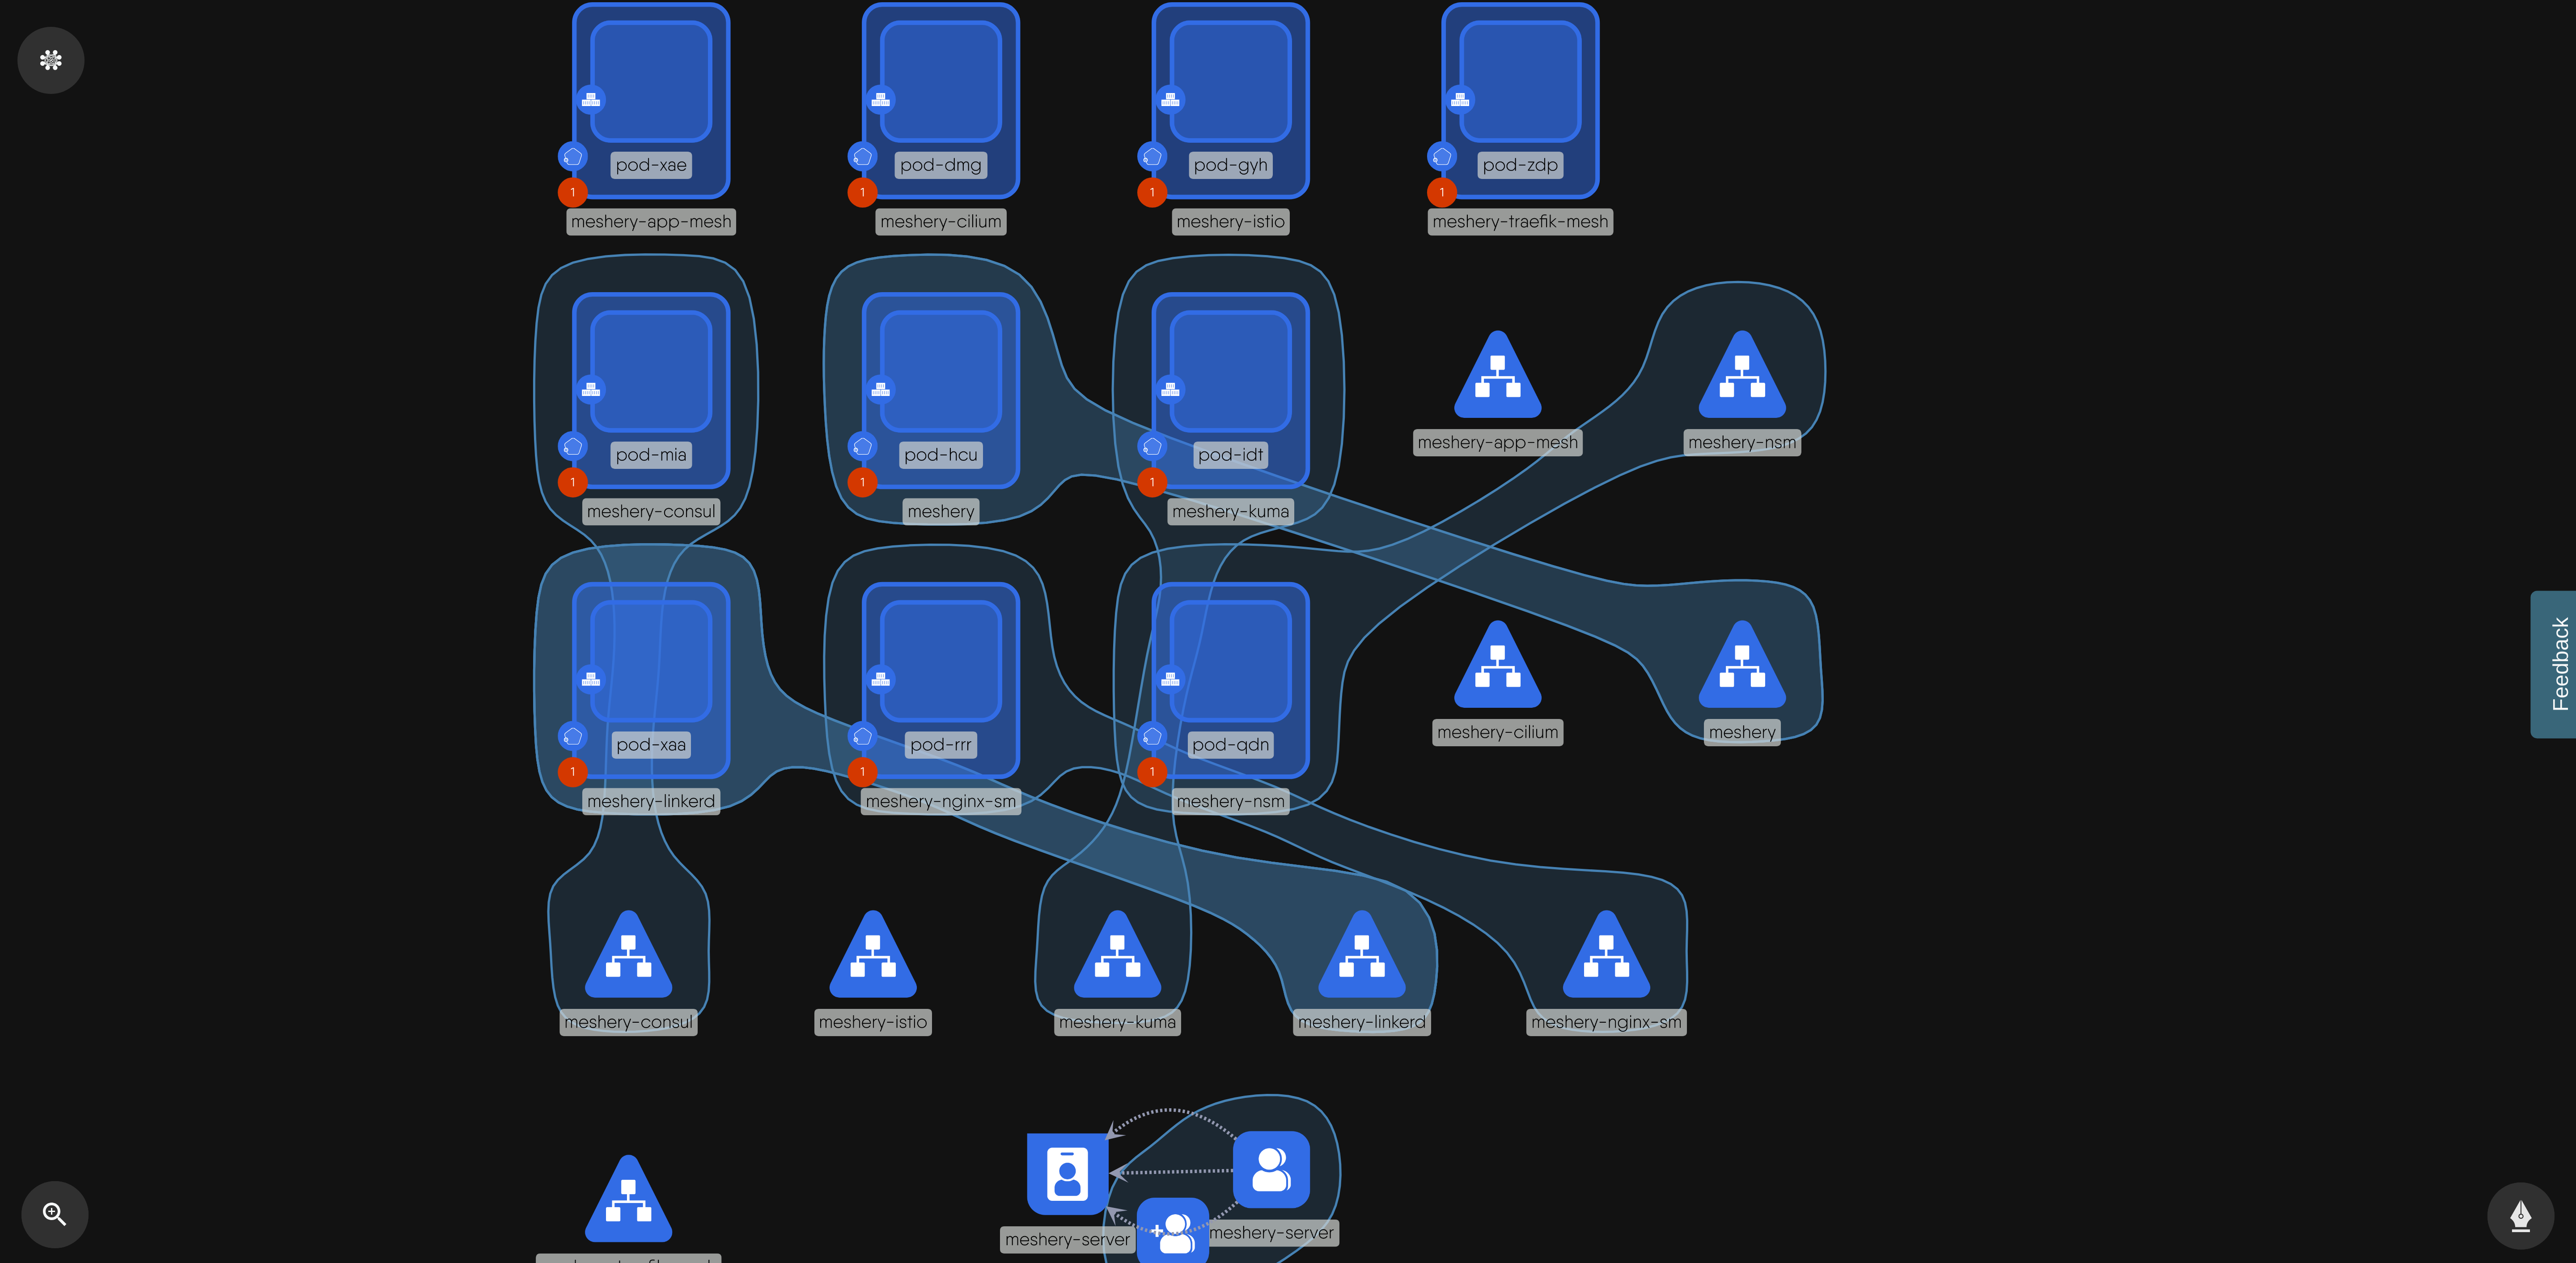 pod-xae
pod-dmg
pod-gyh
pod-zdp
1
1
1
1
meshery-app-mesh
meshery-cilium
meshery-istio
meshery-traefik-mesh
pod-mia
pod-hcu
pod-idt
meshery-app-mesh
meshery-nsm
1
1
1
meshery-consul
meshery
meshery-kuma
Feedback
pod-xaa
pod-rrr
pod-qdn
meshery-cilium
meshery
1
1
1
meshery-linkerd
meshery-nginx-sm
meshery-nsm
meshery-consul
meshery-istio
meshery-kuma
meshery-linkerd
meshery-nginx-sm
meshery-server
meshery-server